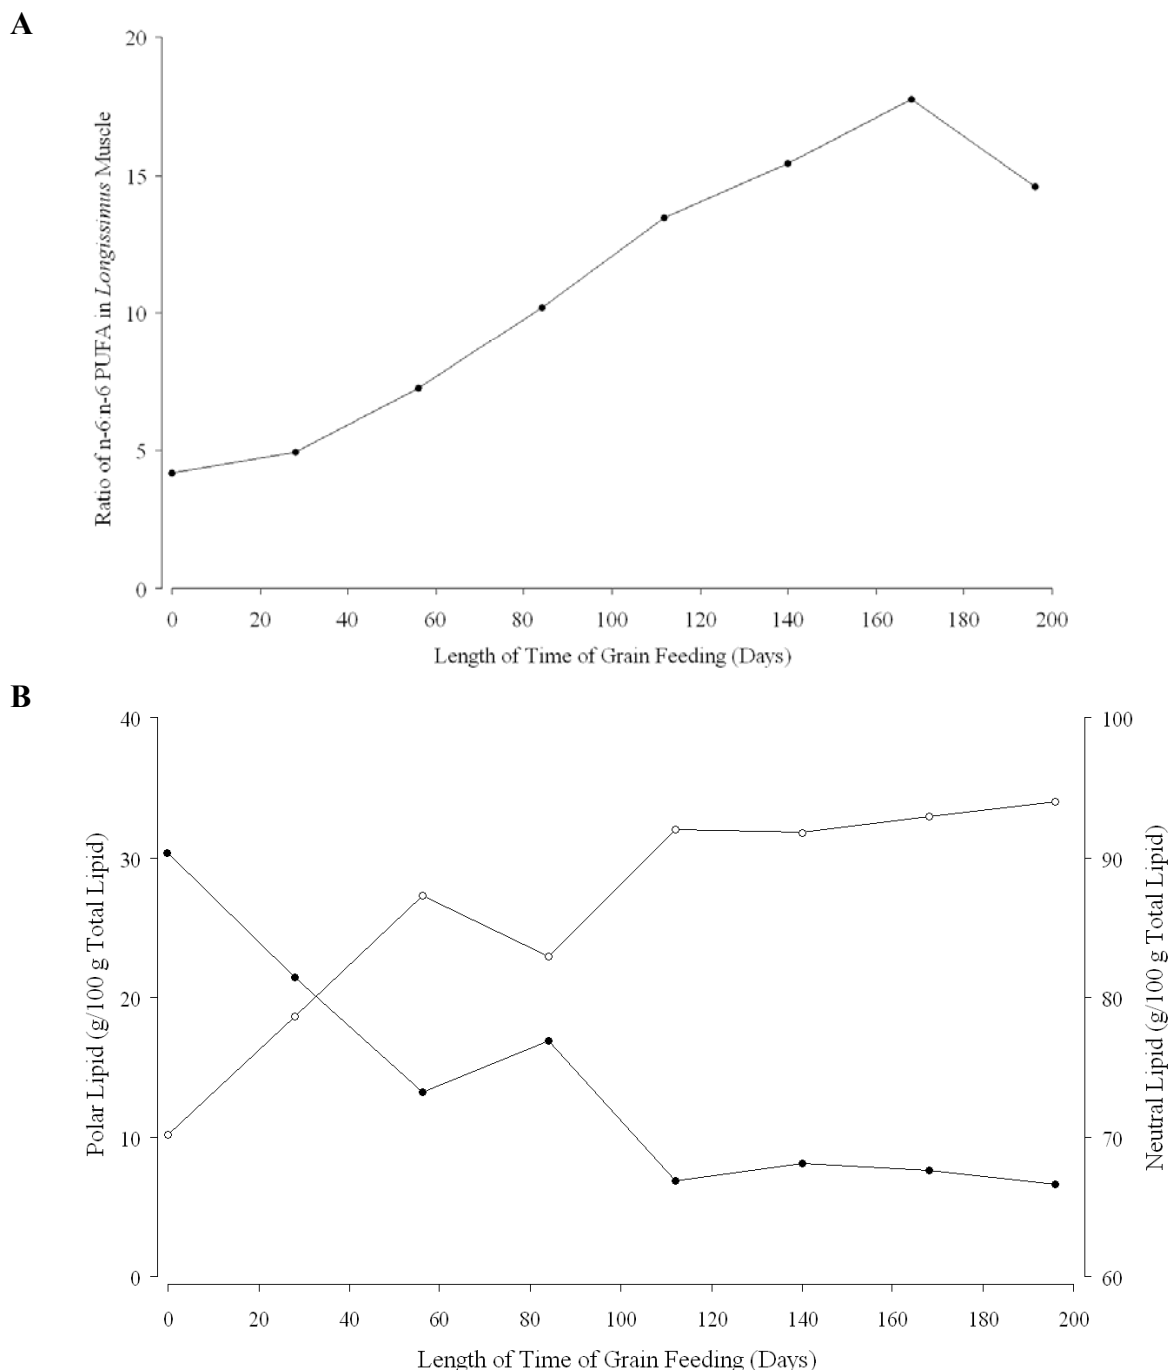 A
20
15
10
5
0
Ratio of n-6:n-6 PUFA in Longissimus Muscle
0 20 40 60 80 100 120 140 160 180 200
Length of Time of Grain Feeding (Days)
B
40
30
20
10
0
Polar Lipid (g/100 g Total Lipid)
100
90
80
70
60
Neutral Lipid (g/100 g Total Lipid)
0 20 40 60 80 100 120 140 160 180 200
Length of Time of Grain Feeding (Days)